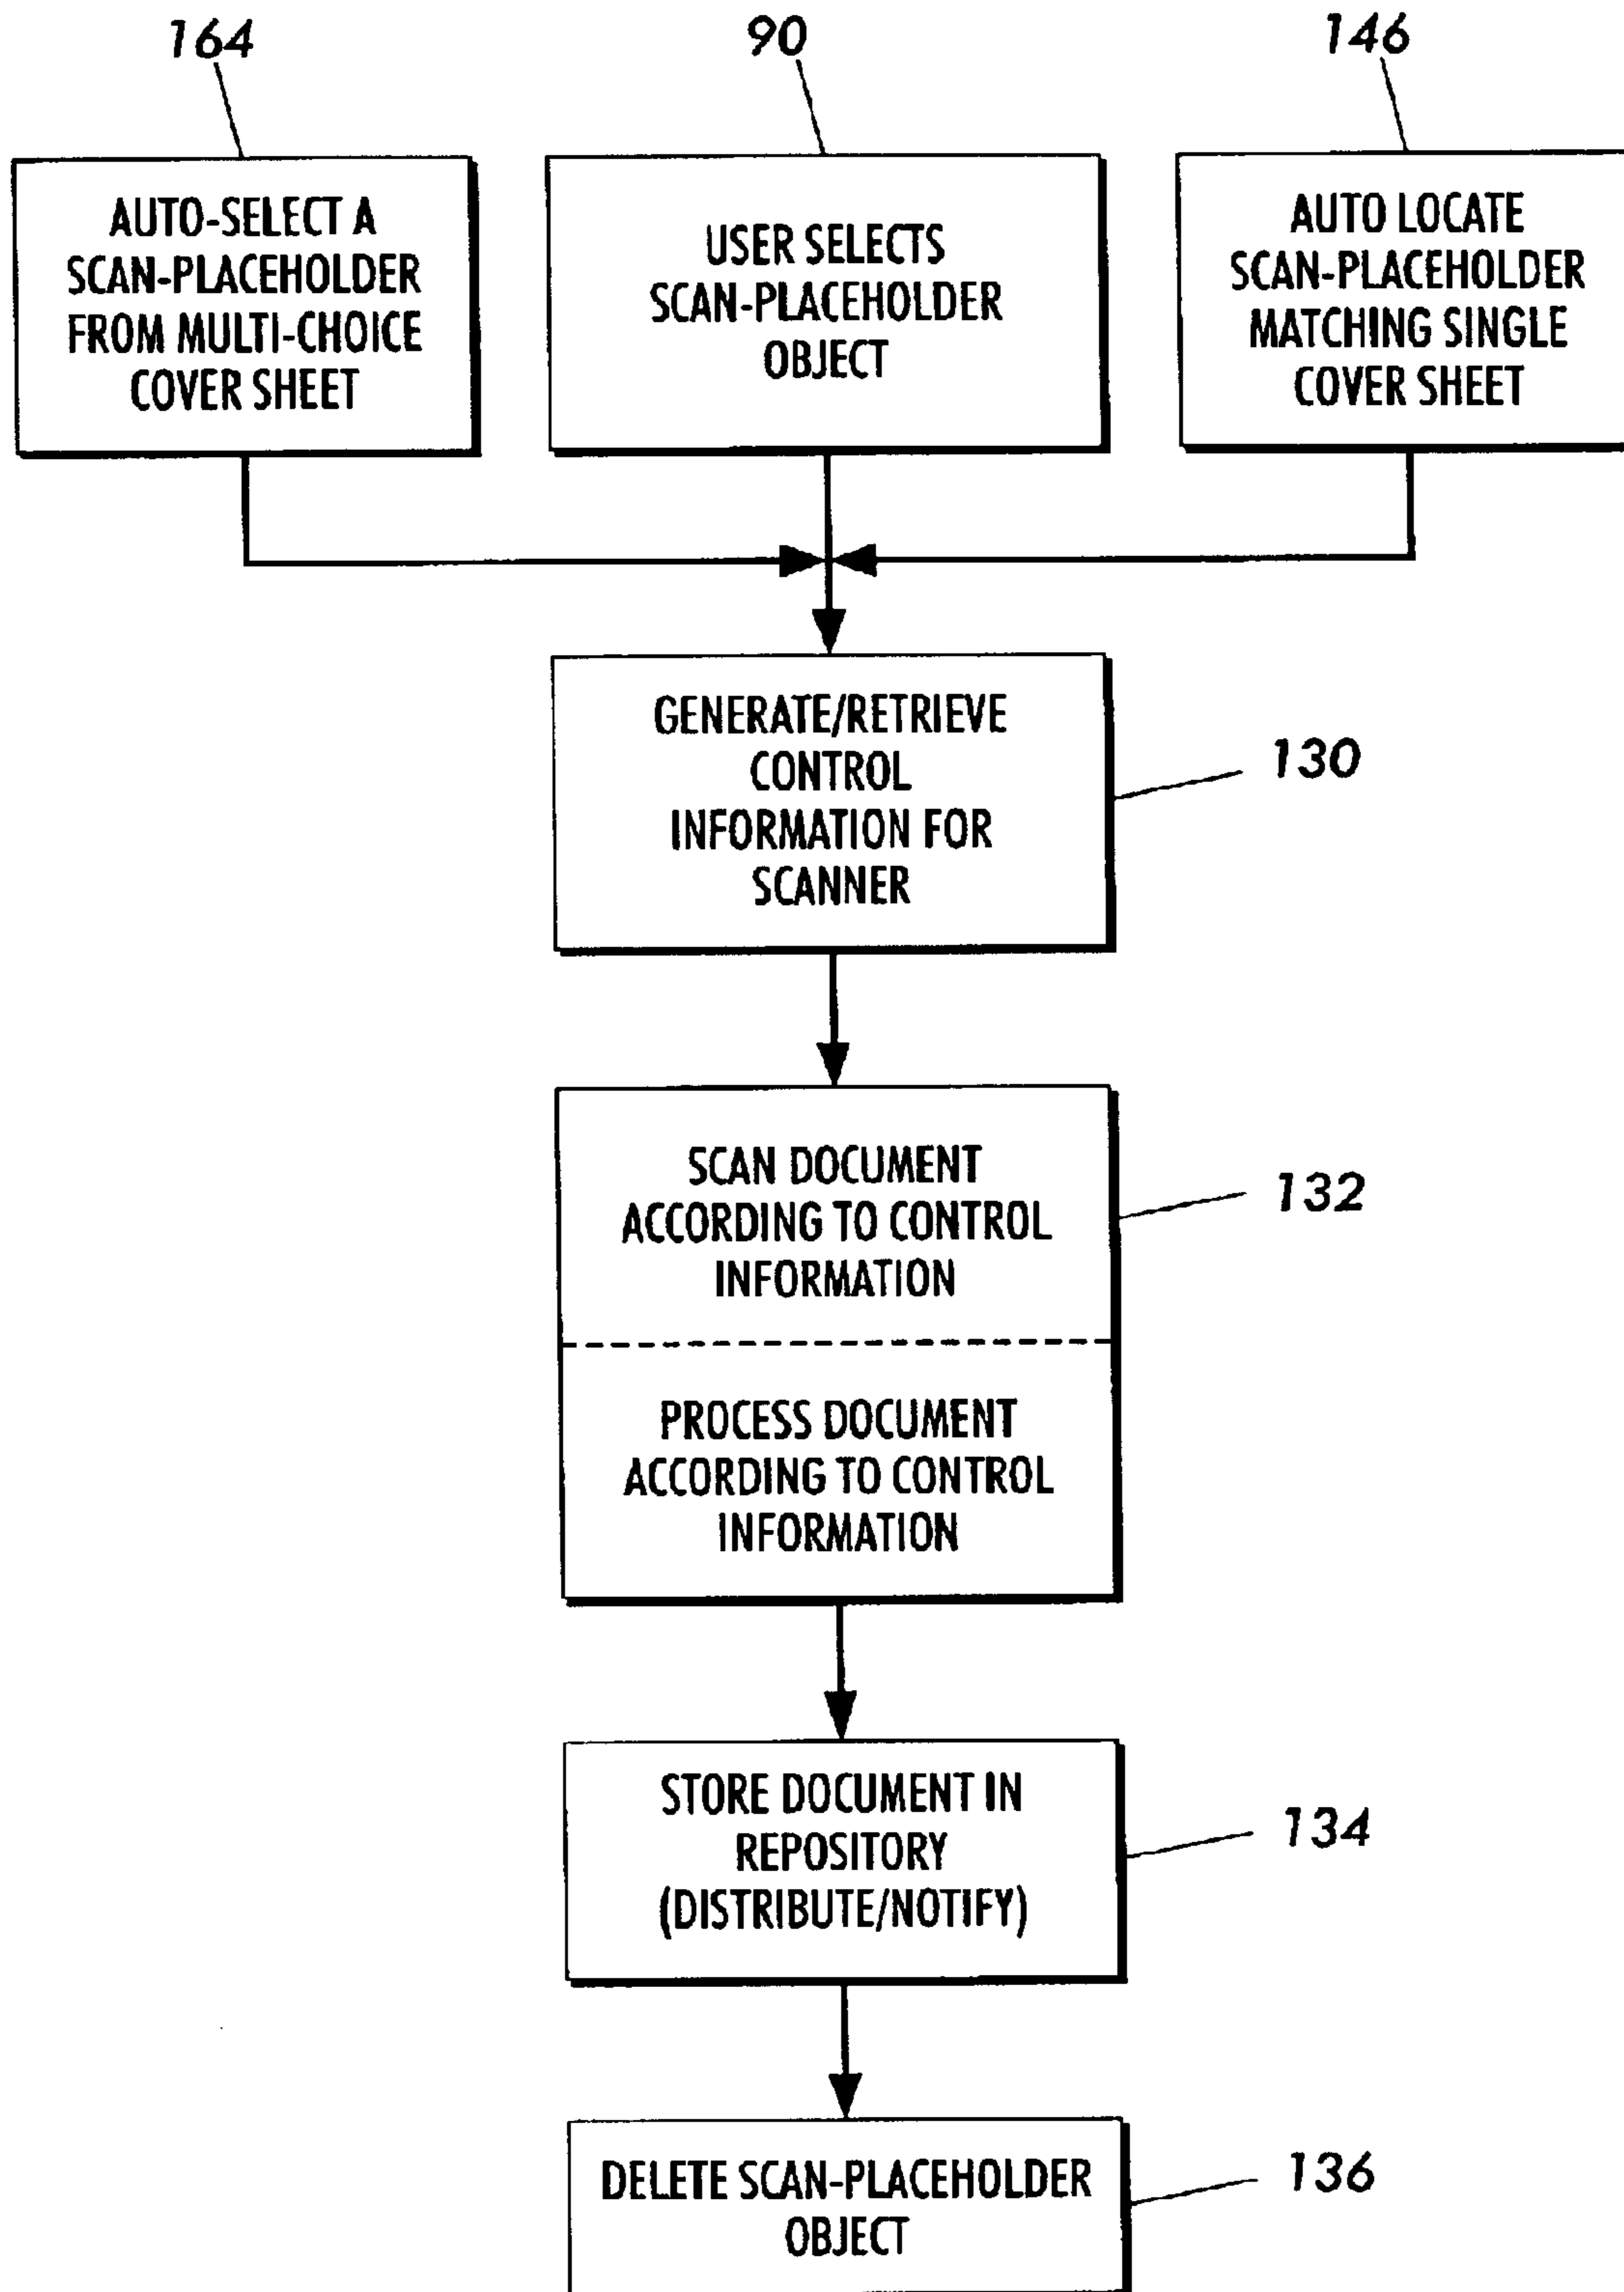 164
90
146
AUTO-SELECT A
SCAN-PLACEHOLDER
FROM MULTI-CHOICE
COVER SHEET
USER SELECTS
SCAN-PLACEHOLDER
OBJECT
AUTO LOCATE
SCAN-PLACEHOLDER
MATCHING SINGLE
COVER SHEET
GENERATE/RETRIEVE
CONTROL
INFORMATION FOR
SCANNER
130
SCAN DOCUMENT
ACCORDING TO CONTROL
INFORMATION
132
PROCESS DOCUMENT
ACCORDING TO CONTROL
INFORMATION
STORE DOCUMENT IN
REPOSITORY
(DISTRIBUTE/NOTIFY)
134
DELETE SCAN-PLACEHOLDER
OBJECT
136